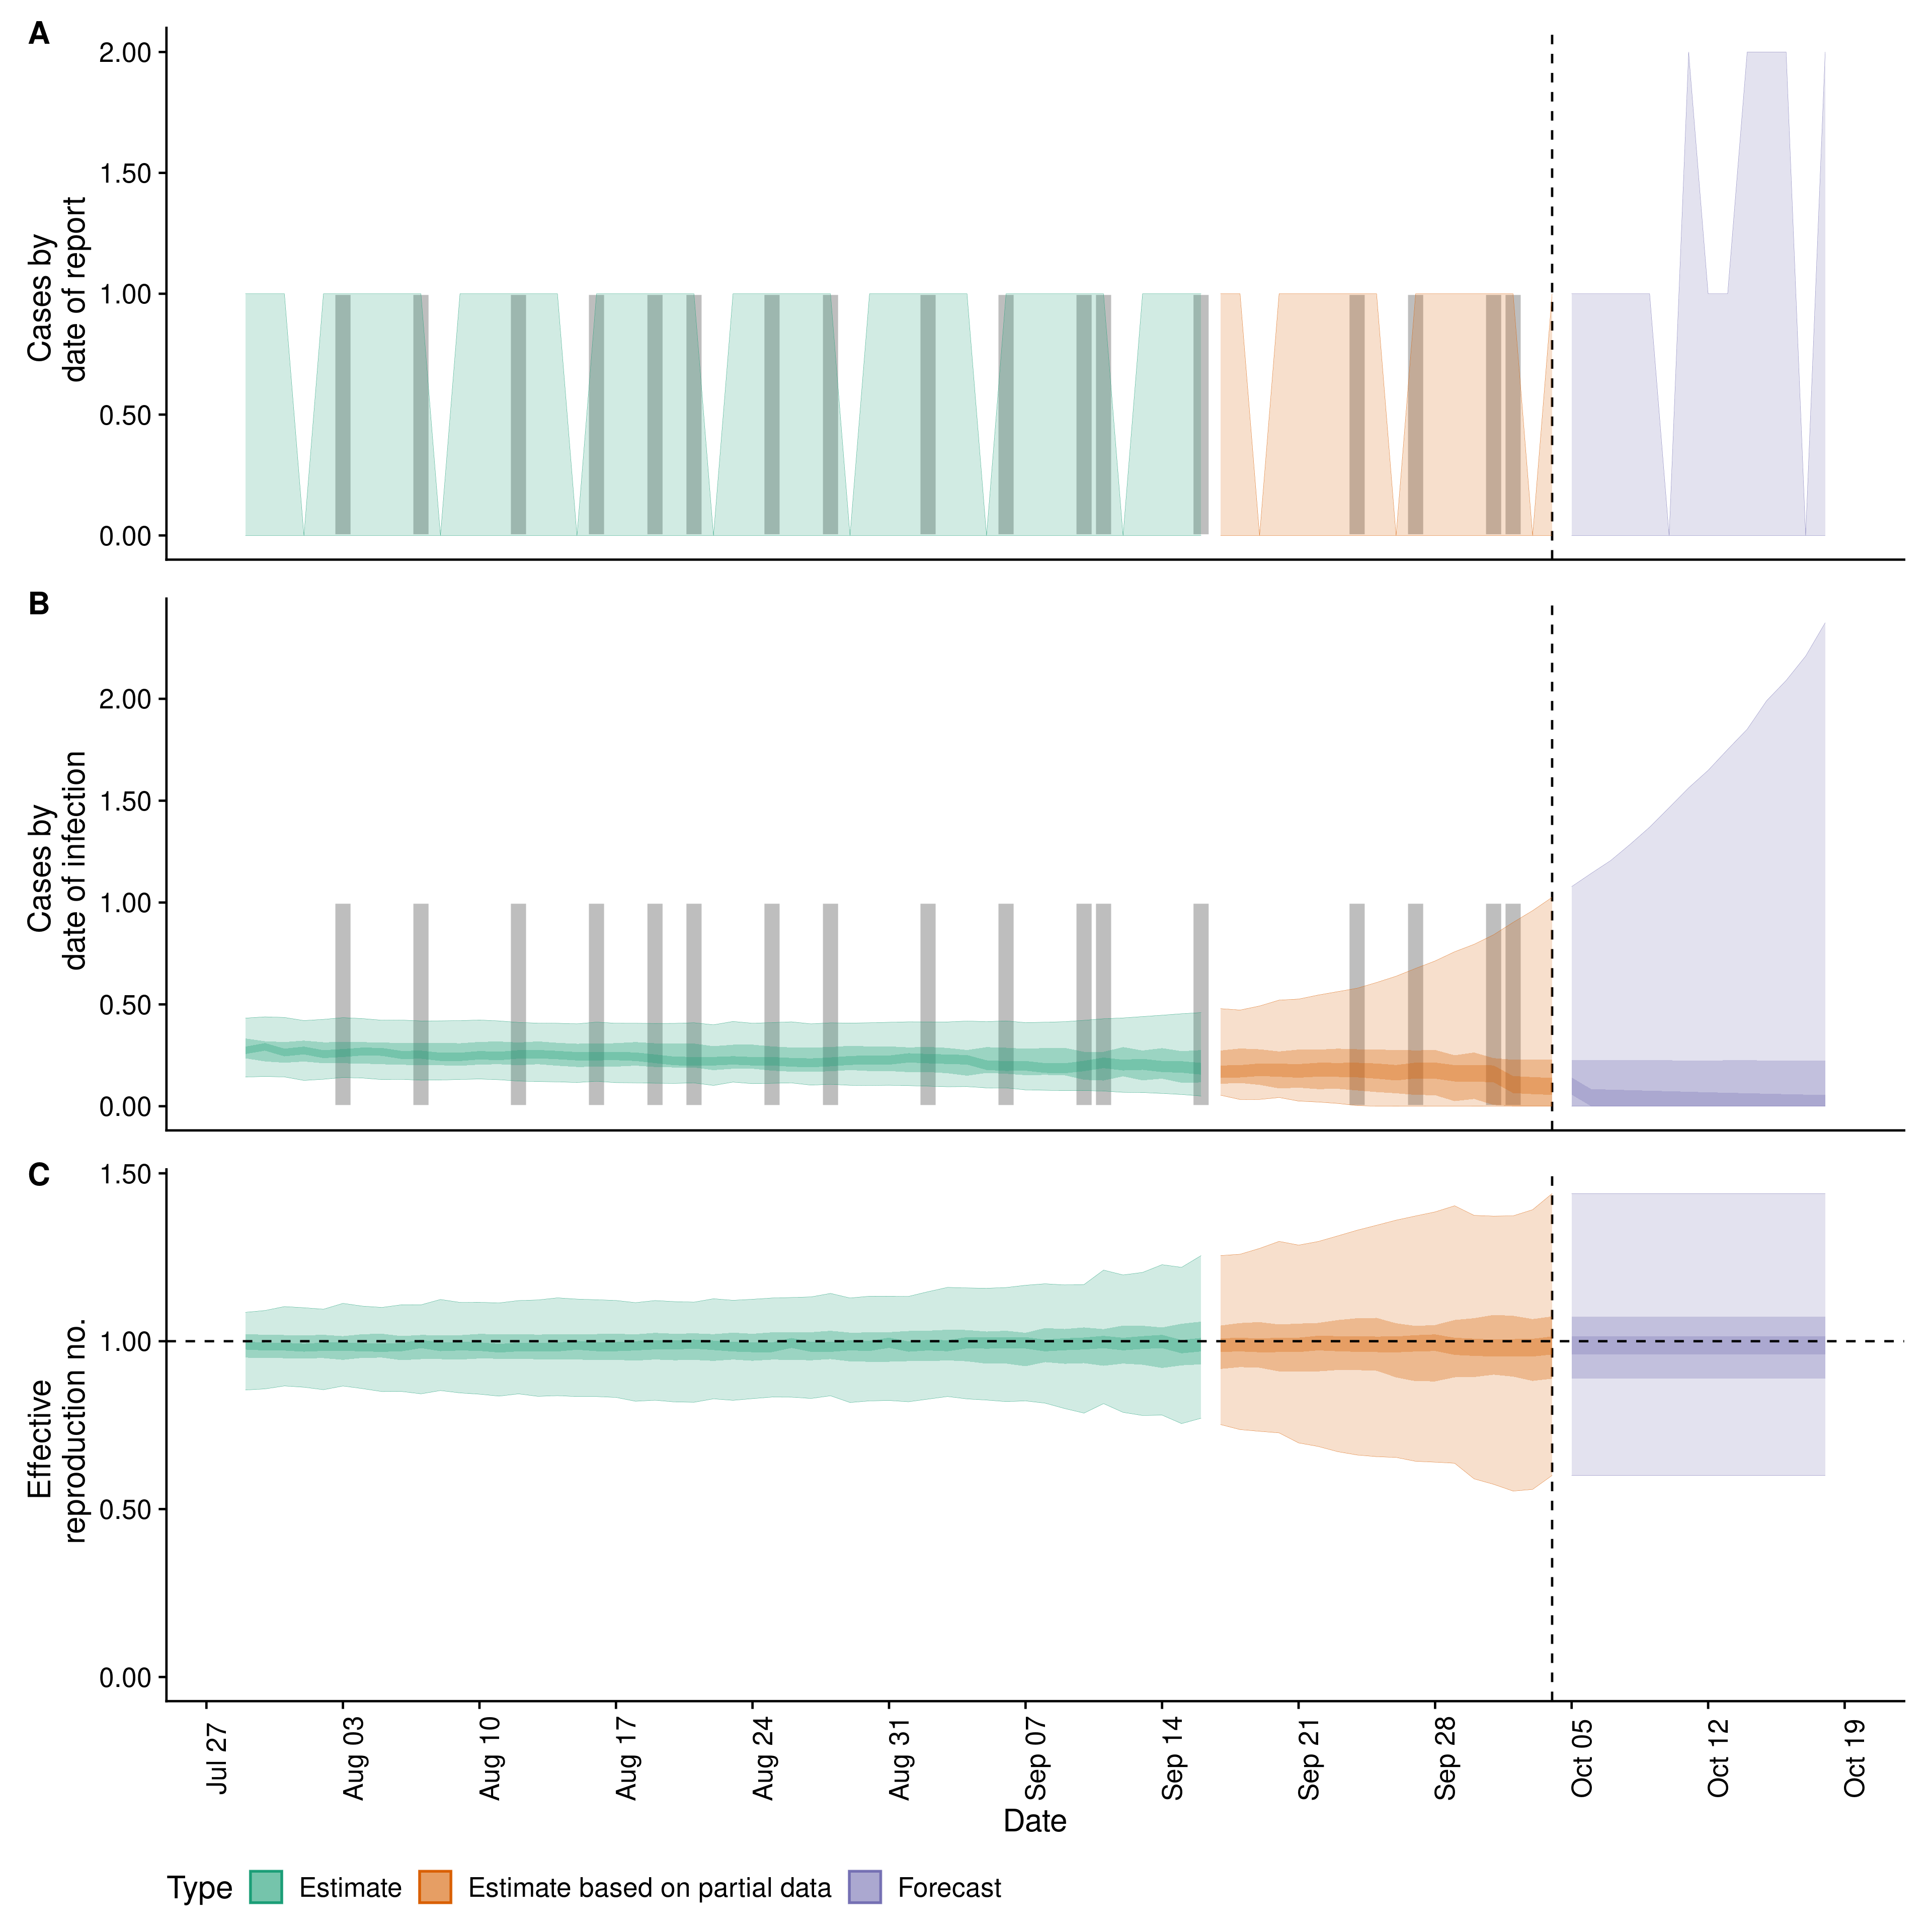 A
Cases by
date of report
2.00
1.50
1.00
0.50
0.00
B
Cases by
date of infection
2.00
1.50
1.00
0.50
0.00
C
Effective
reproduction no.
1.50
1.00
0.50
0.00
Jul 27
Aug 03
Aug 10
Aug 17
Aug 24
Aug 31
Sep 07
Sep 14
Sep 21
Sep 28
Oct 05
Oct 12
Oct 19
Date
Type Estimate Estimate based on partial data Forecast